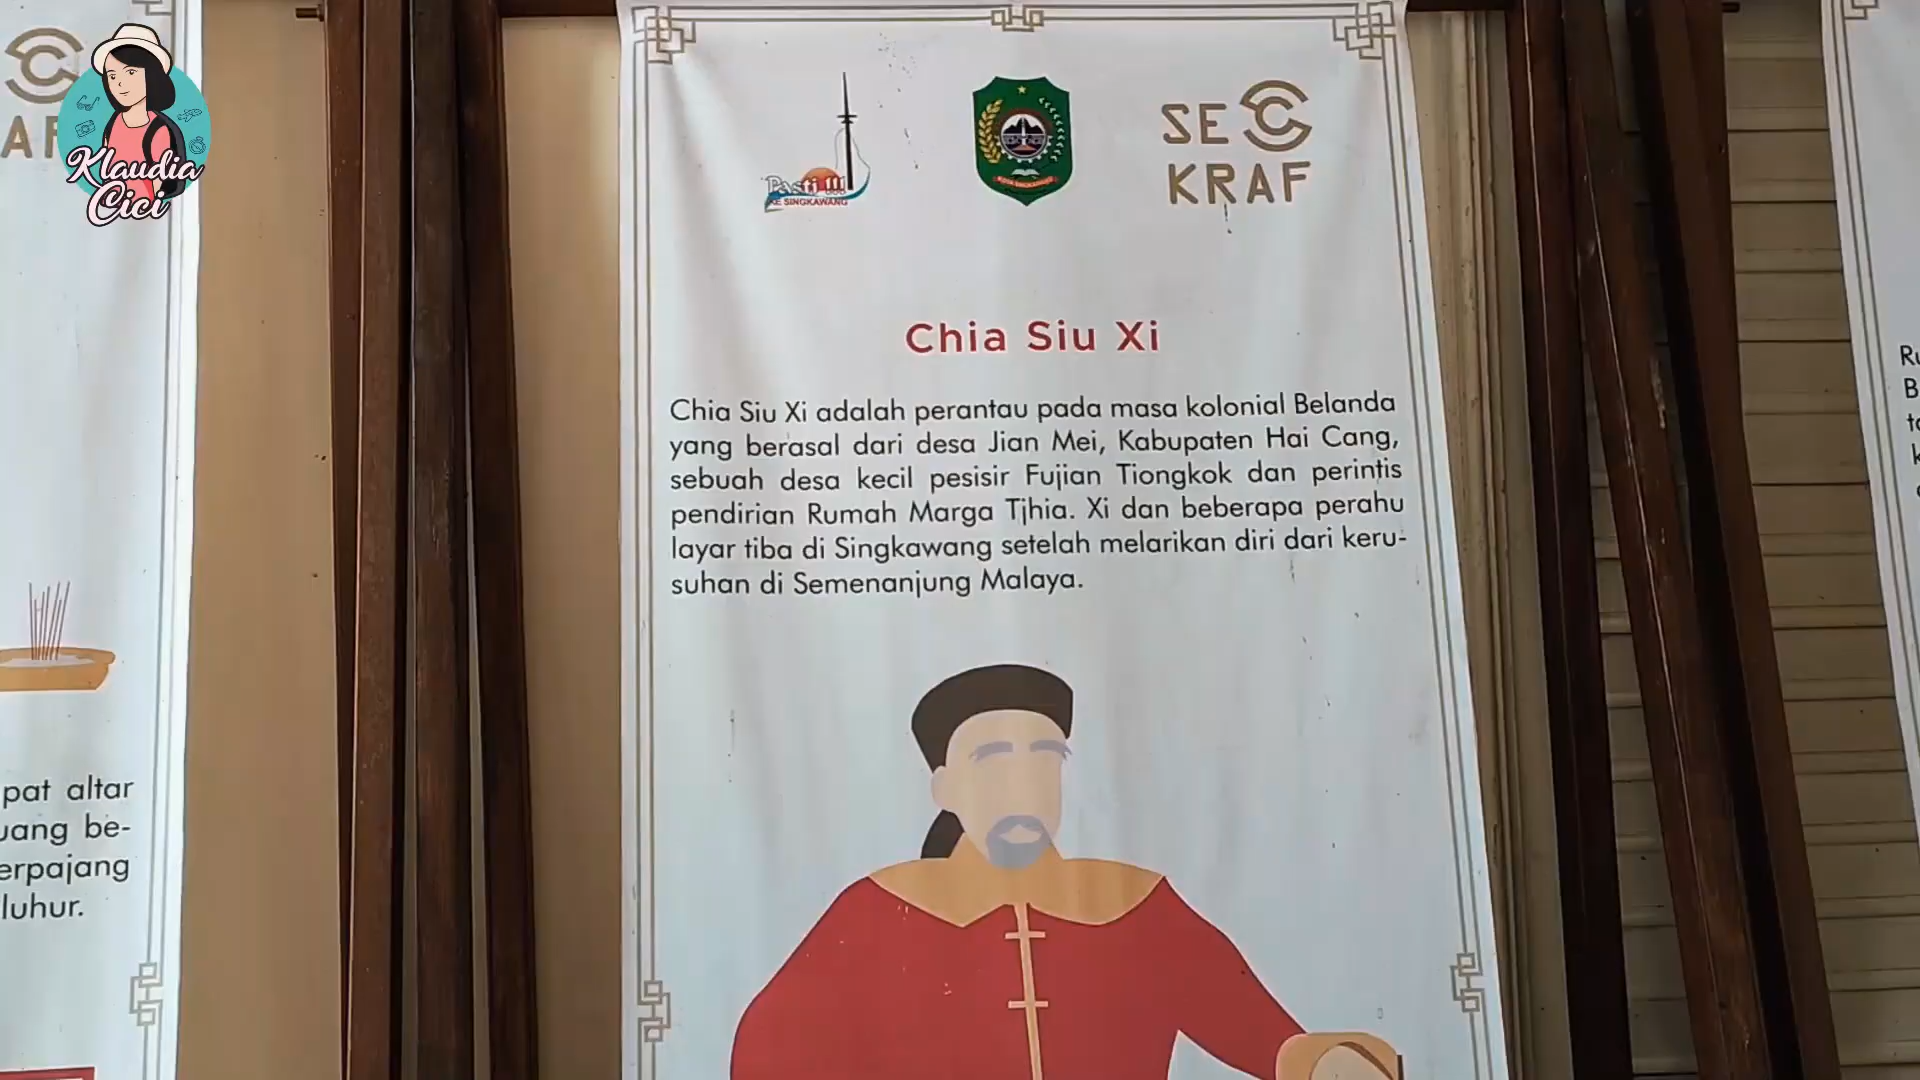 Klaudia
Cici
Pasti !!!
KE SINGKAWANG
KOTA SINGKAWANG
SE
KRAF
Chia Siu Xi
Chia Siu Xi adalah perantau pada masa kolonial Belanda
yang berasal dari desa Jian Mei, Kabupaten Hai Cang,
sebuah desa kecil pesisir Fujian Tiongkok dan perintis
pendirian Rumah Marga Tjhia. Xi dan beberapa perahu
layar tiba di Singkawang setelah melarikan diri dari keru-
suhan di Semenanjung Malaya.
pat altar
uang be-
erpajang
luhur.